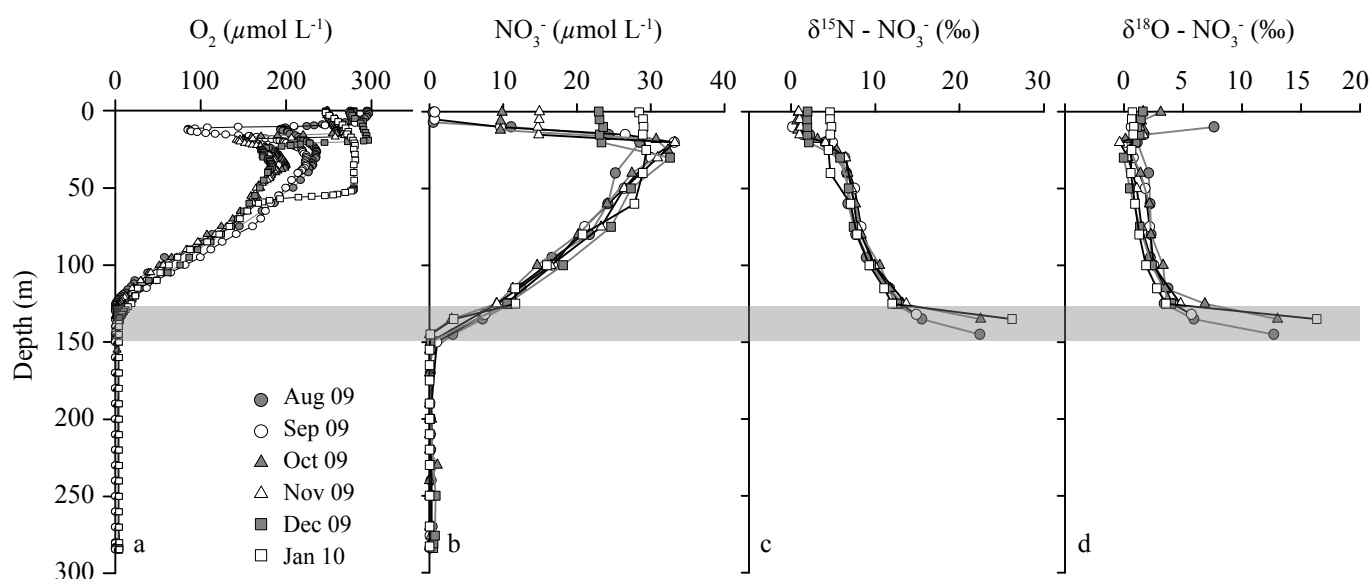 O₂ (µmol L⁻¹) NO₃⁻ (µmol L⁻¹) δ¹⁵N - NO₃⁻ (‰) δ¹⁸O - NO₃⁻ (‰)
0 100 200 300 0 10 20 30 40 0 10 20 30 0 5 10 15 20
0
50
100
150
200
250
300
Depth (m)
Aug 09
Sep 09
Oct 09
Nov 09
Dec 09
Jan 10
a b c d